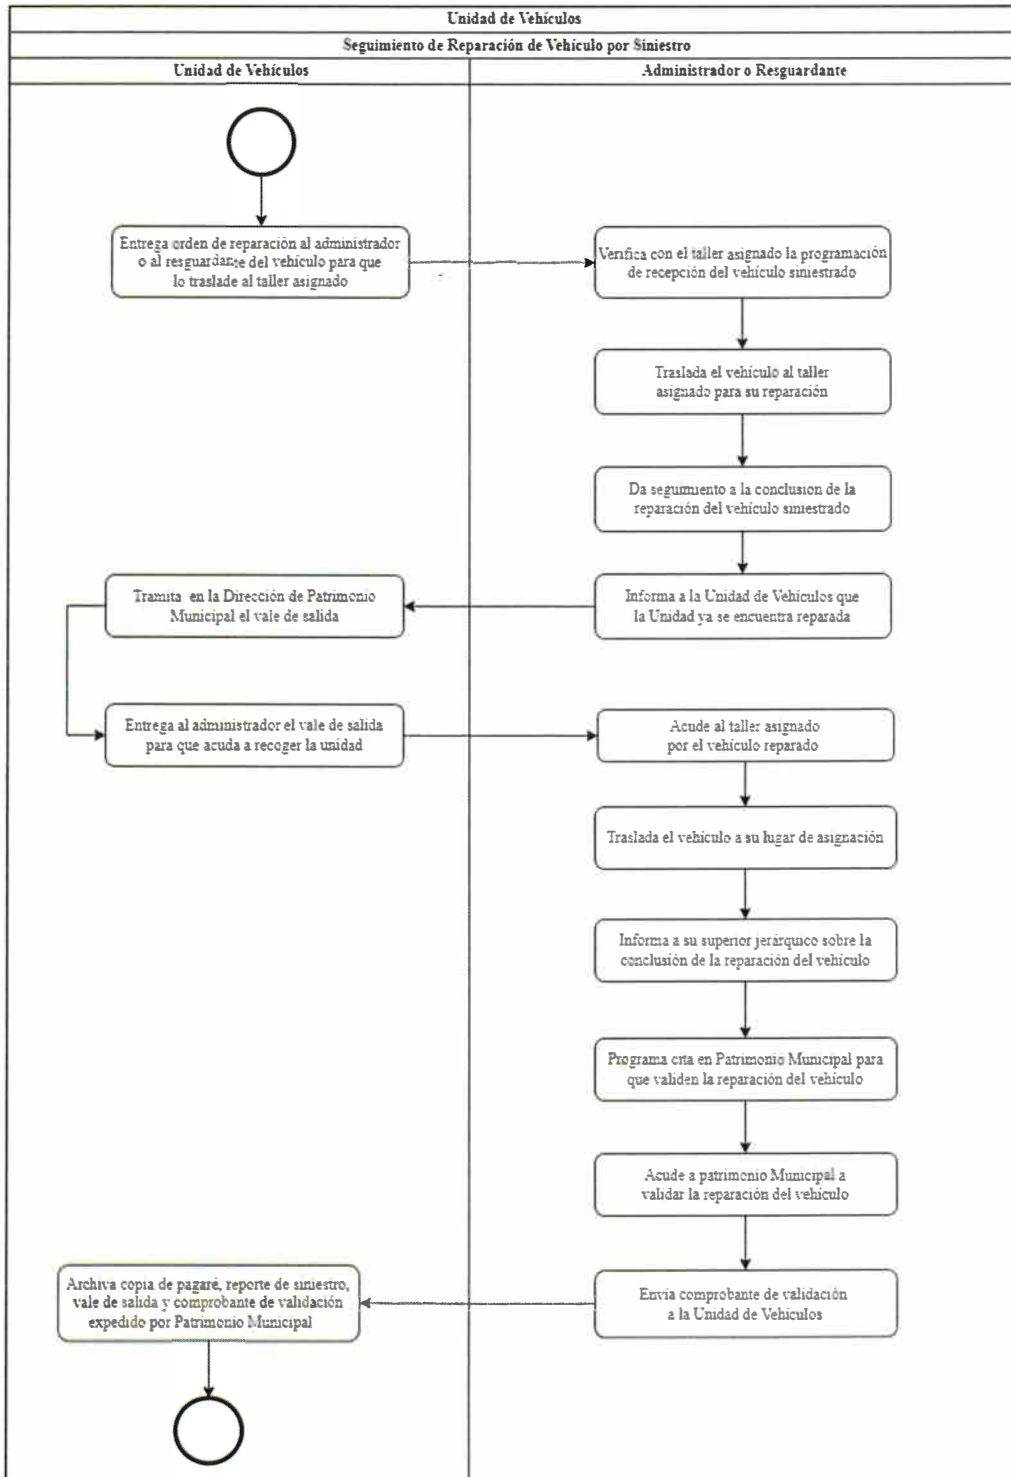 Unidad de Vehículos
Seguimiento de Reparación de Vehículo por Siniestro
Unidad de Vehículos
Administrador o Resguardante
Entrega orden de reparación al administrador
o al resguardante del vehículo para que
lo traslade al taller asignado
Verifica con el taller asignado la programación
de recepción del vehículo siniestrado
Traslada el vehículo al taller
asignado para su reparación
Da seguimiento a la conclusion de la
reparación del vehículo siniestrado
Informa a la Unidad de Vehículos que
la Unidad ya se encuentra reparada
Tramita en la Dirección de Patrimonio
Municipal el vale de salida
Entrega al administrador el vale de salida
para que acuda a recoger la unidad
Acude al taller asignado
por el vehículo reparado
Traslada el vehículo a su lugar de asignación
Informa a su superior jerárquico sobre la
conclusión de la reparación del vehículo
Programa cita en Patrimonio Municipal para
que validen la reparación del vehículo
Acude a patrimonio Municipal a
validar la reparación del vehículo
Envia comprobante de validación
a la Unidad de Vehículos
Archiva copia de pagaré, reporte de siniestro,
vale de salida y comprobante de validación
expedido por Patrimonio Municipal